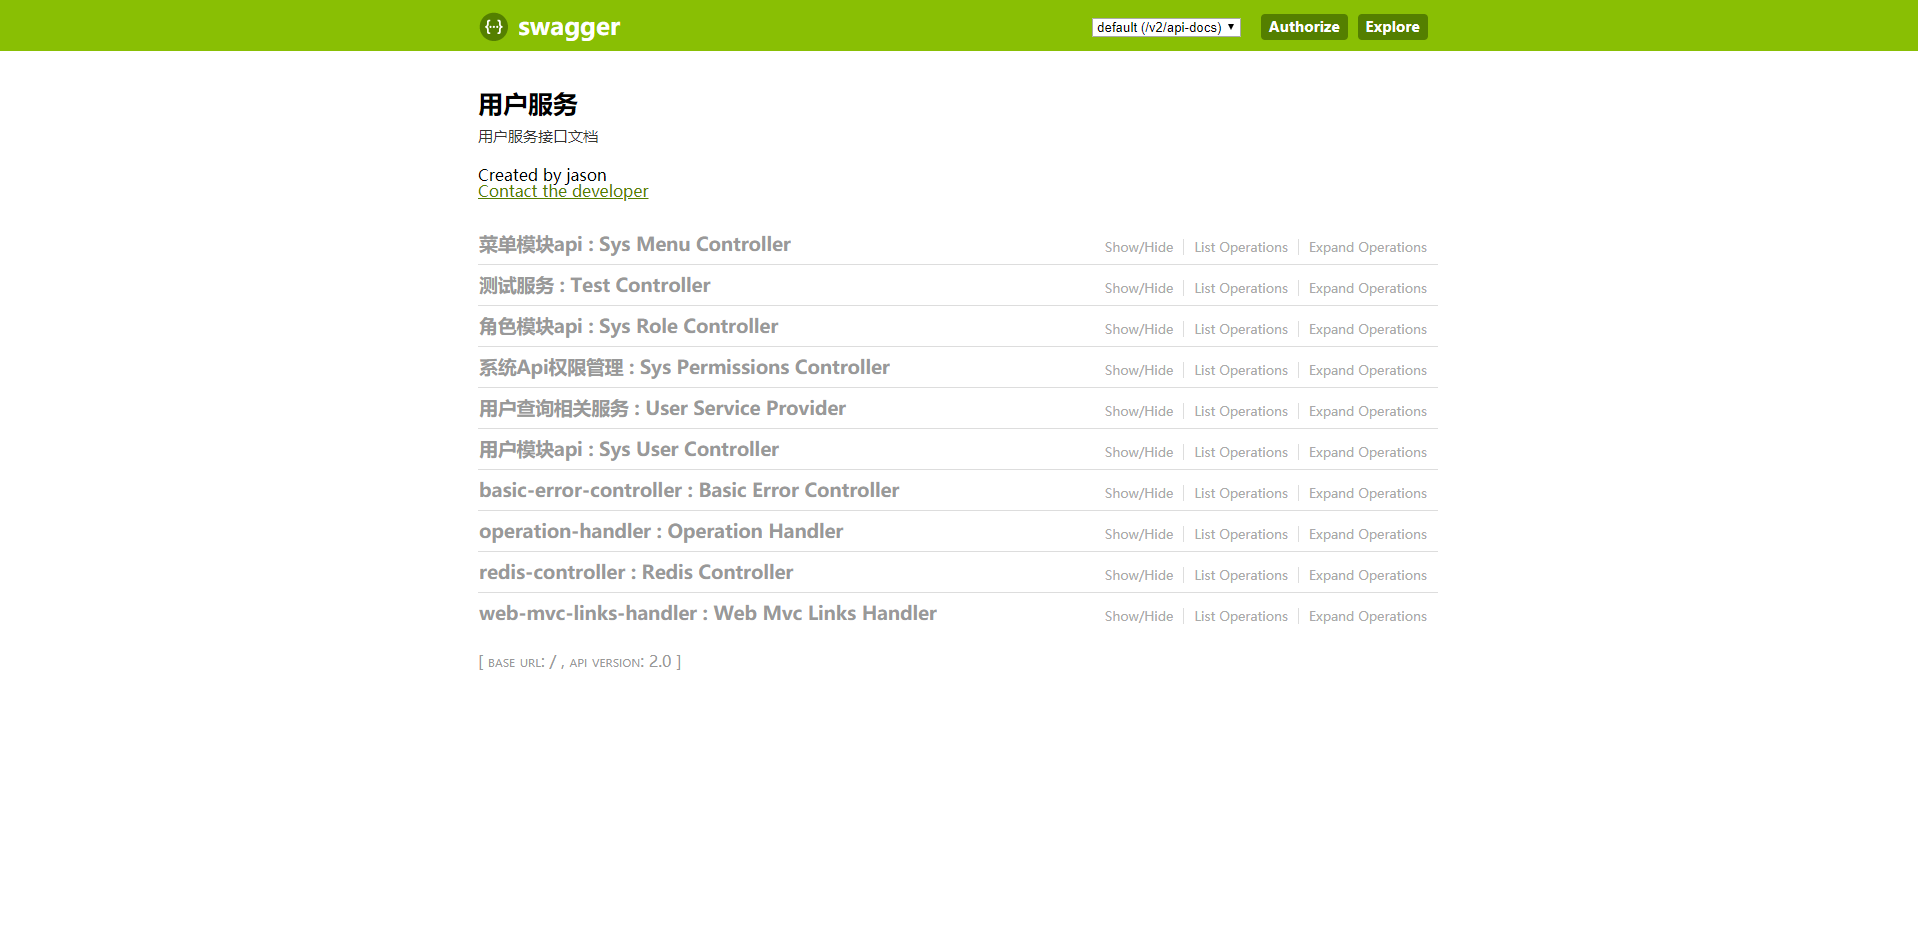 swagger
default (/v2/api-docs) Authorize Explore
用户服务
用户服务接口文档
Created by jason
Contact the developer
菜单模块api : Sys Menu Controller Show/Hide List Operations Expand Operations
测试服务 : Test Controller Show/Hide List Operations Expand Operations
角色模块api : Sys Role Controller Show/Hide List Operations Expand Operations
系统Api权限管理 : Sys Permissions Controller Show/Hide List Operations Expand Operations
用户查询相关服务 : User Service Provider Show/Hide List Operations Expand Operations
用户模块api : Sys User Controller Show/Hide List Operations Expand Operations
basic-error-controller : Basic Error Controller Show/Hide List Operations Expand Operations
operation-handler : Operation Handler Show/Hide List Operations Expand Operations
redis-controller : Redis Controller Show/Hide List Operations Expand Operations
web-mvc-links-handler : Web Mvc Links Handler Show/Hide List Operations Expand Operations
[ BASE URL: / , API VERSION: 2.0 ]